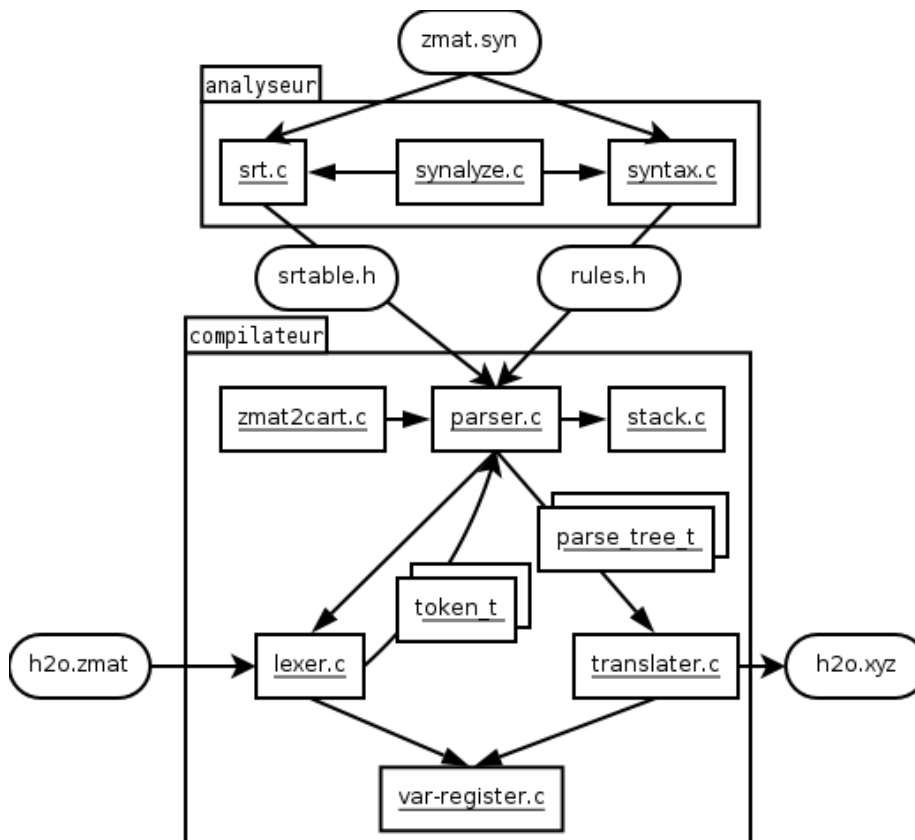 zmat.syn
analyseur
srt.c
synalyze.c
syntax.c
srtable.h
rules.h
compilateur
zmat2cart.c
parser.c
stack.c
parse_tree_t
token_t
h2o.zmat
lexer.c
translater.c
h2o.xyz
var-register.c